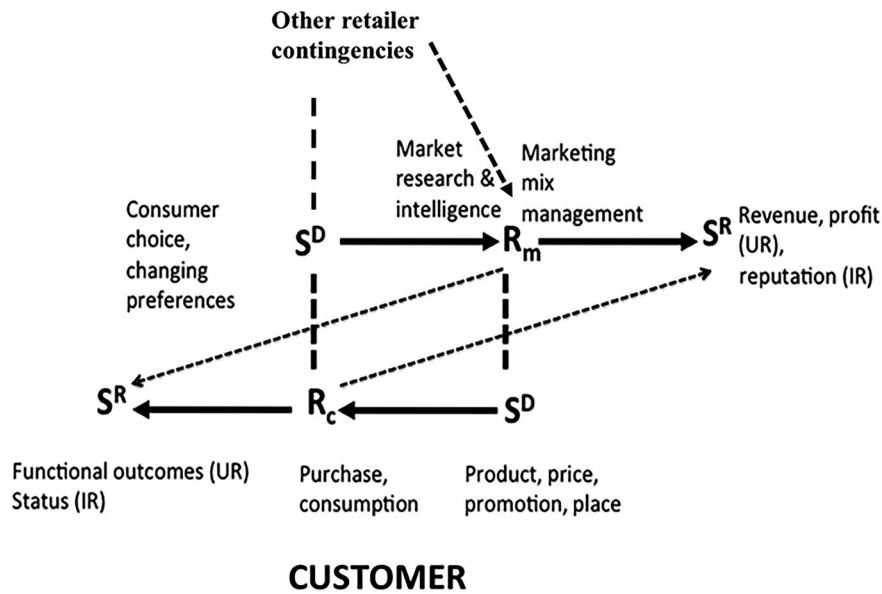 Other retailer
contingencies
Market
research &
intelligence
Marketing
mix
management
Consumer
choice,
changing
preferences
S^D
R_m
S^R
Revenue, profit
(UR),
reputation (IR)
S^R
R_c
S^D
Functional outcomes (UR)
Status (IR)
Purchase,
consumption
Product, price,
promotion, place
CUSTOMER